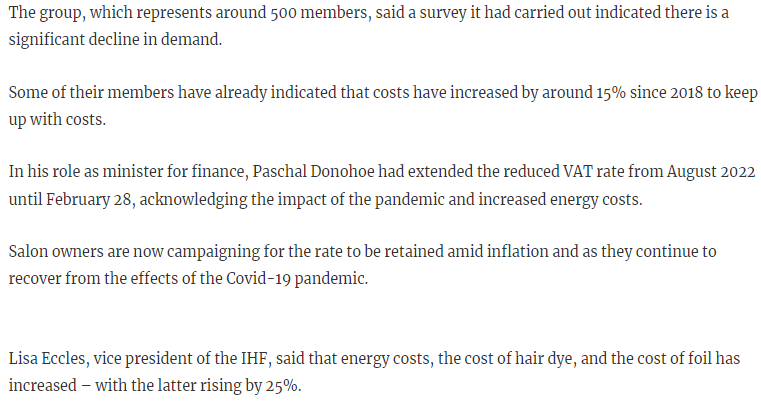 The group, which represents around 500 members, said a survey it had carried out indicated there is a
significant decline in demand.
Some of their members have already indicated that costs have increased by around 15% since 2018 to keep
up with costs.
In his role as minister for finance, Paschal Donohoe had extended the reduced VAT rate from August 2022
until February 28, acknowledging the impact of the pandemic and increased energy costs.
Salon owners are now campaigning for the rate to be retained amid inflation and as they continue to
recover from the effects of the Covid-19 pandemic.
Lisa Eccles, vice president of the IHF, said that energy costs, the cost of hair dye, and the cost of foil has
increased – with the latter rising by 25%.